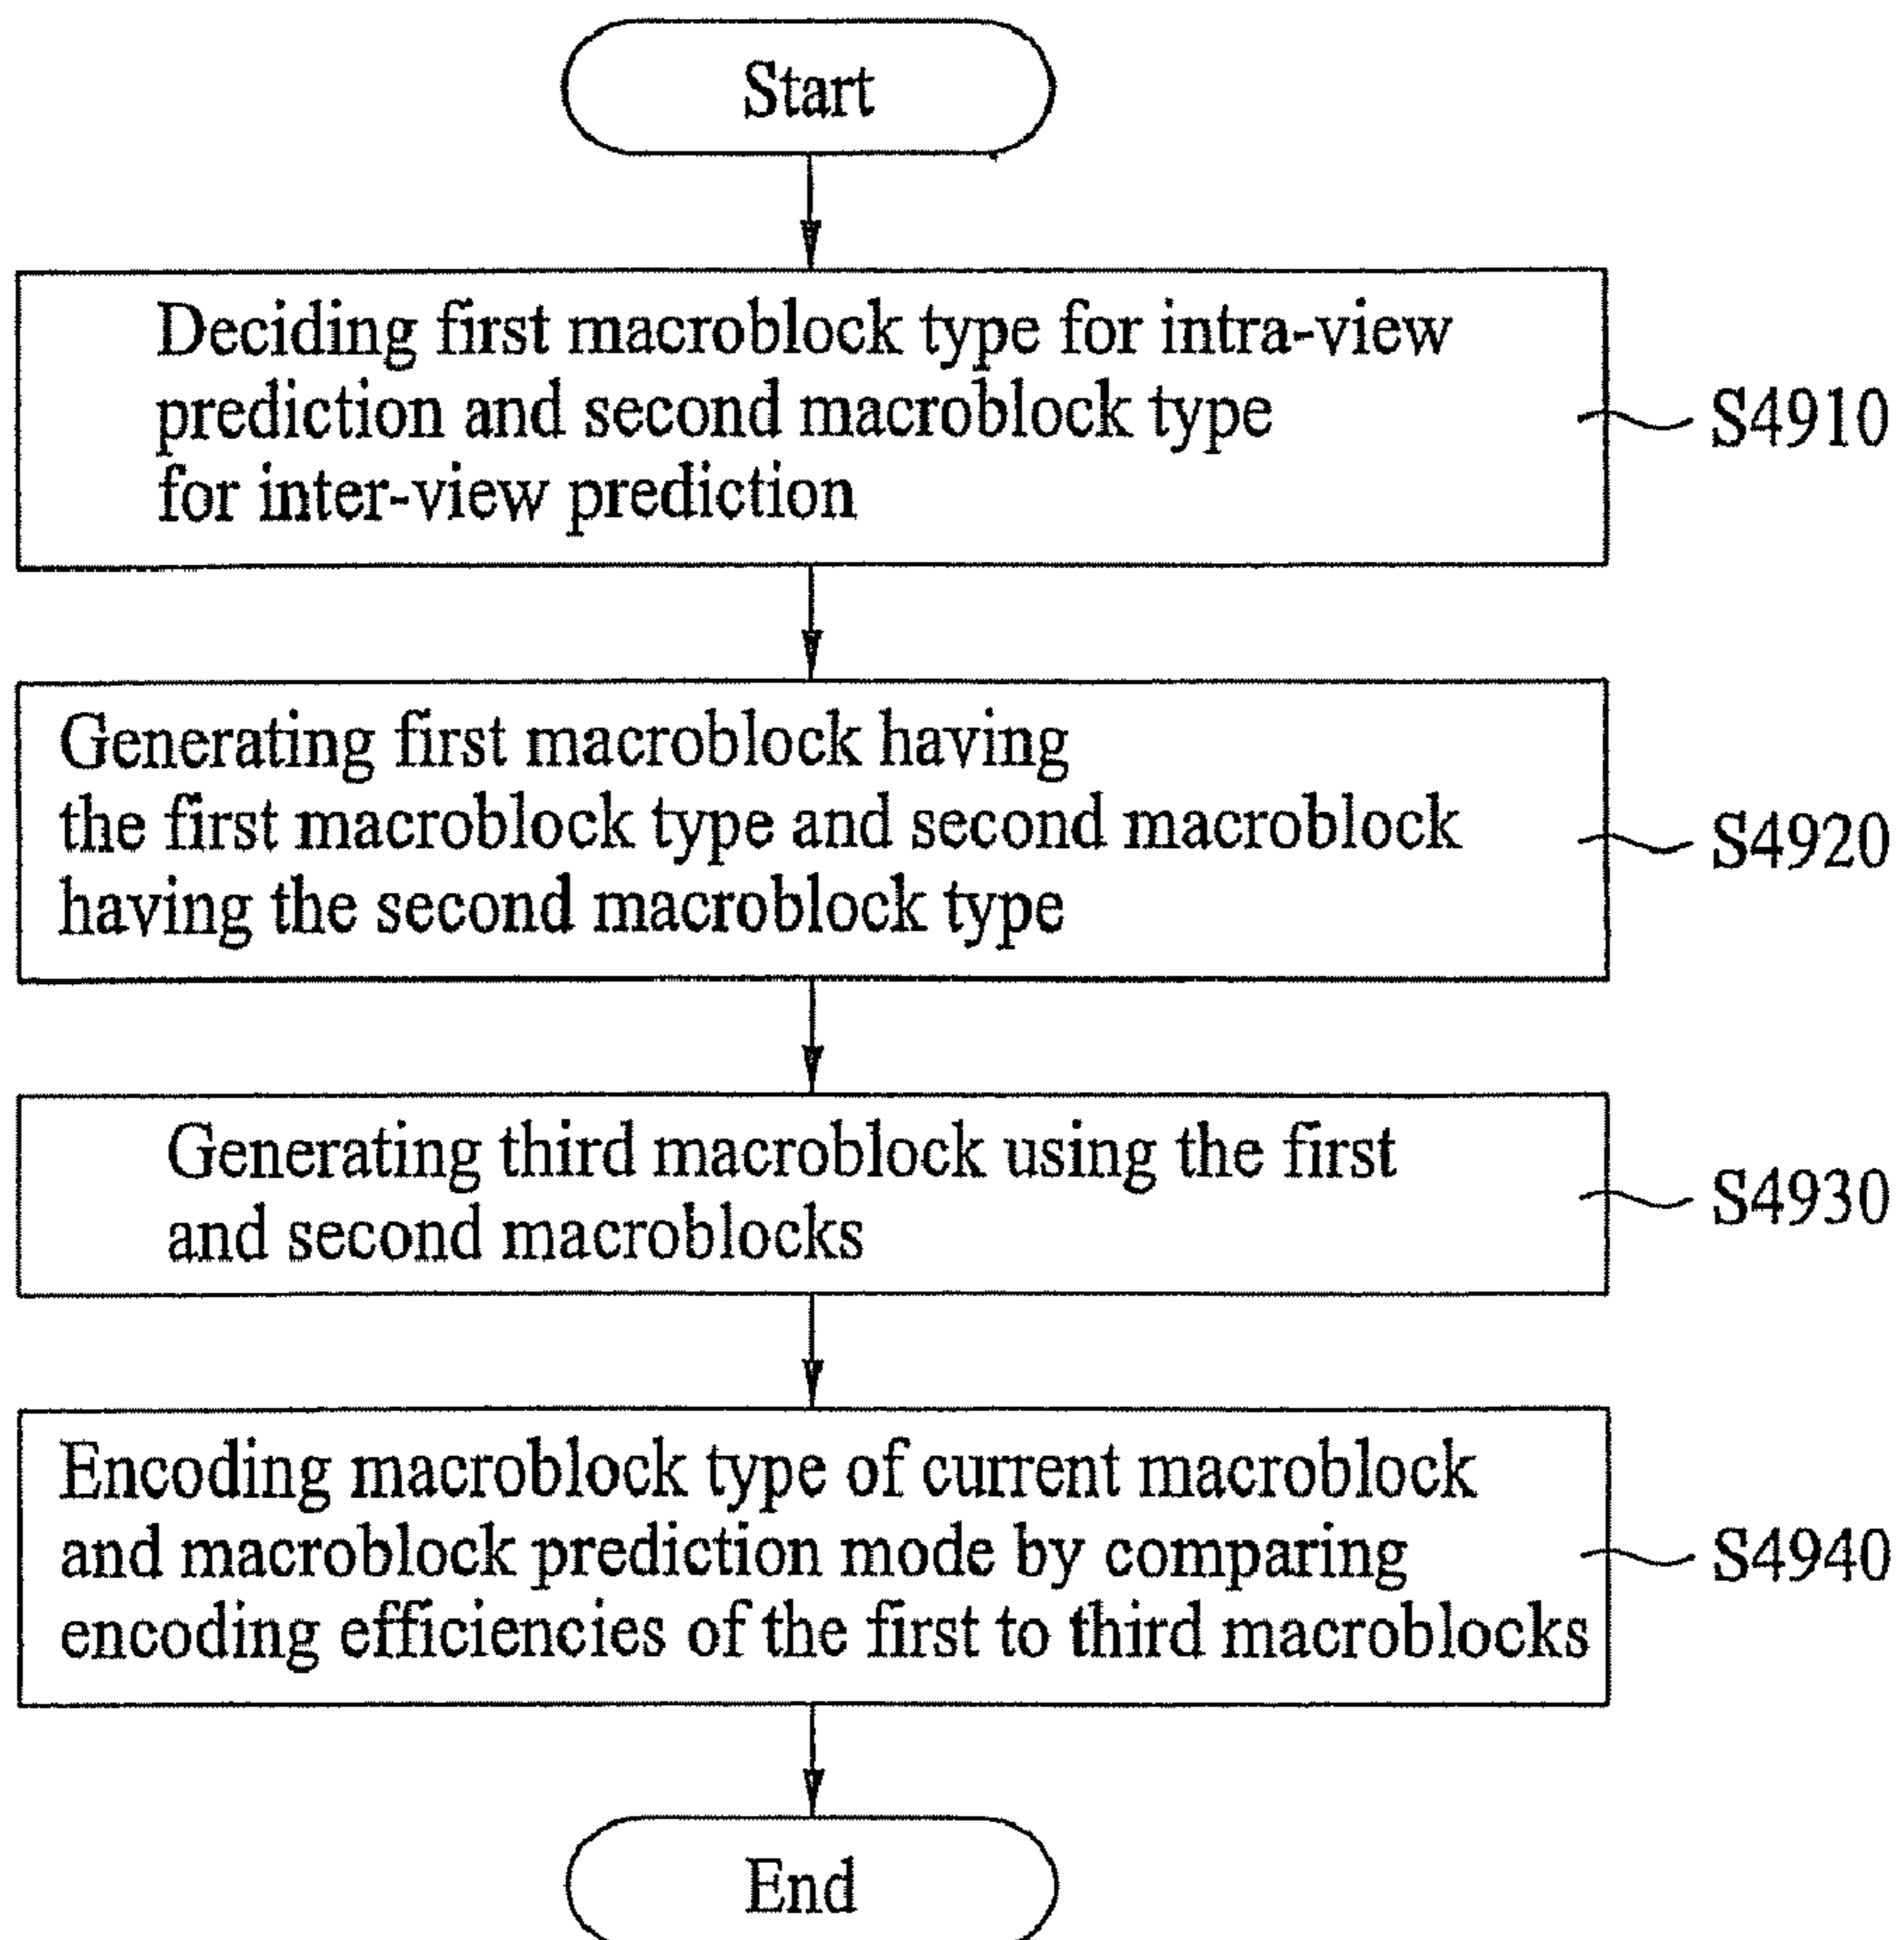 Start
Deciding first macroblock type for intra-view
prediction and second macroblock type
for inter-view prediction
S4910
Generating first macroblock having
the first macroblock type and second macroblock
having the second macroblock type
S4920
Generating third macroblock using the first
and second macroblocks
S4930
Encoding macroblock type of current macroblock
and macroblock prediction mode by comparing
encoding efficiencies of the first to third macroblocks
S4940
End